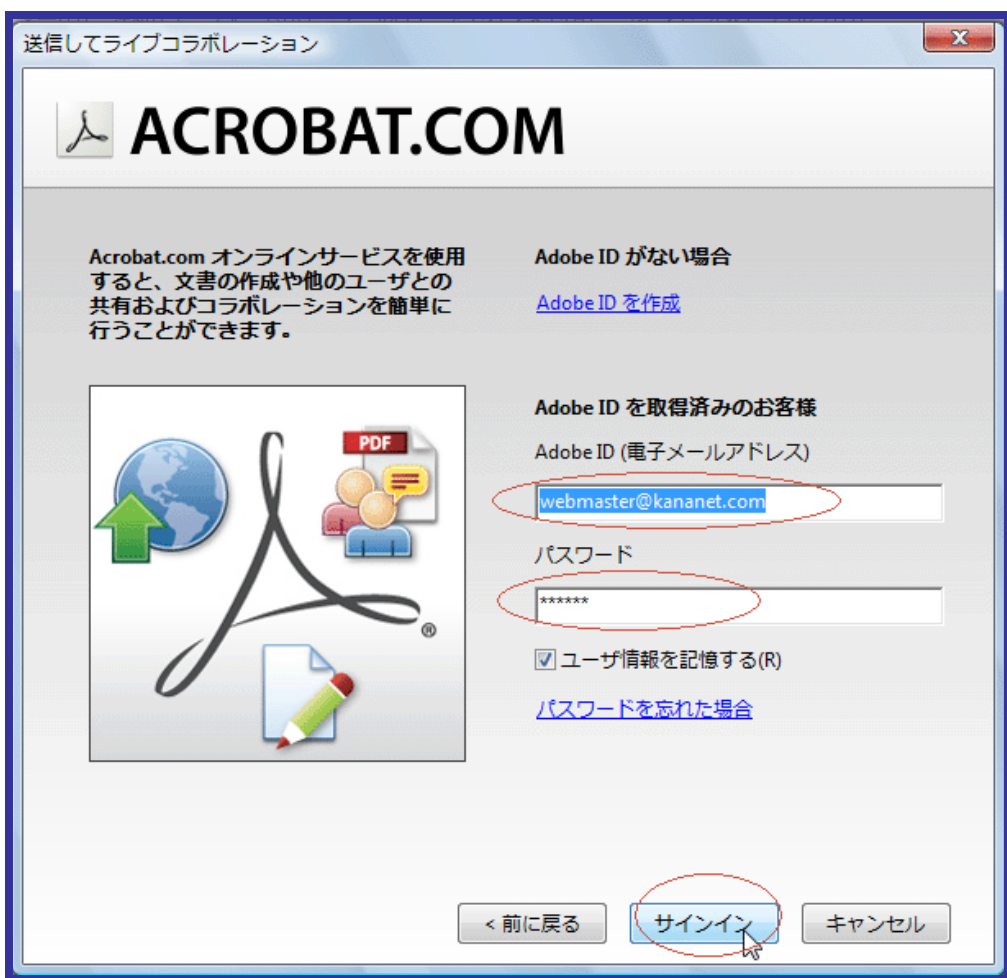 送信してライブコラボレーション
ACROBAT.COM
Acrobat.com オンラインサービスを使用
すると、文書の作成や他のユーザとの
共有およびコラボレーションを簡単に
行うことができます。
Adobe ID がない場合
Adobe ID を作成
PDF
®
Adobe ID を取得済みのお客様
Adobe ID (電子メールアドレス)
webmaster@kananet.com
パスワード
******
ユーザ情報を記憶する(R)
パスワードを忘れた場合
< 前に戻る
サインイン
キャンセル